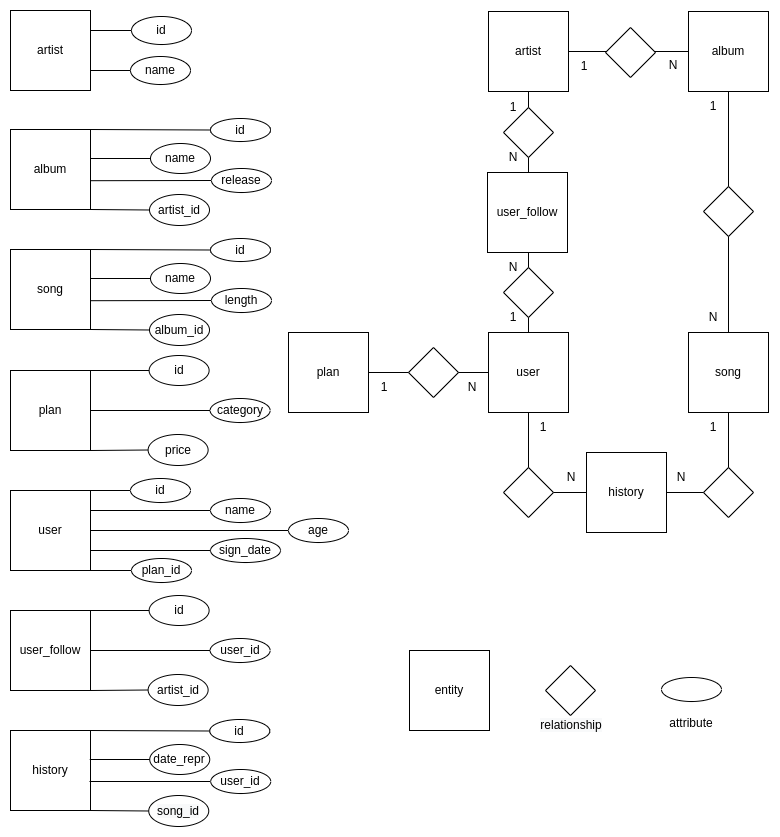 artist
id
name
album
id
name
release
artist_id
song
id
name
length
album_id
plan
id
category
price
user
id
name
age
sign_date
plan_id
user_follow
id
user_id
artist_id
history
id
date_repr
user_id
song_id
artist
1
N
album
1
N
user_follow
N
1
plan
1
N
user
1
1
N
song
1
N
history
N
entity
relationship
attribute